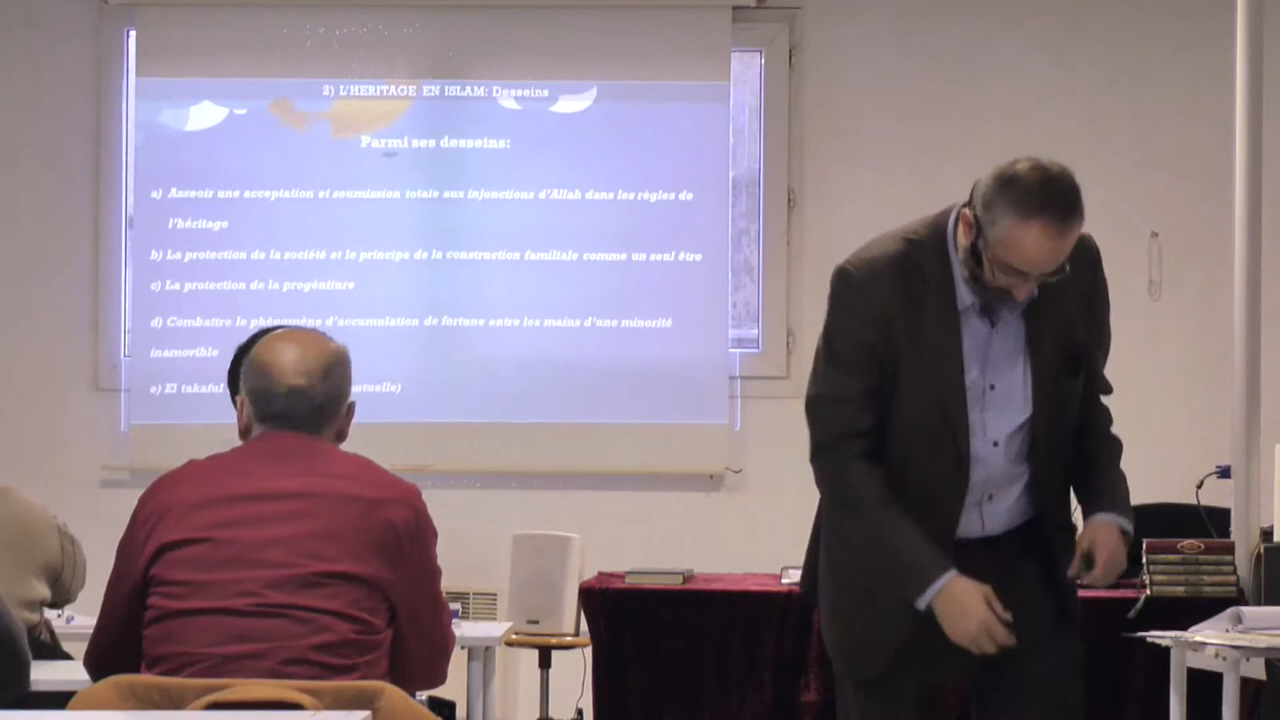 2) L'HERITAGE EN ISLAM: Desseins
Parmi ses desseins:
a) Asseoir une acceptation et soumission totale aux injonctions d'Allah dans les règles de
l'héritage
b) La protection de la société et le principe de la construction familiale comme un seul être
c) La protection de la progéniture
d) Combattre le phénomène d'accumulation de fortune entre les mains d'une minorité
inamovible
e) El takaful